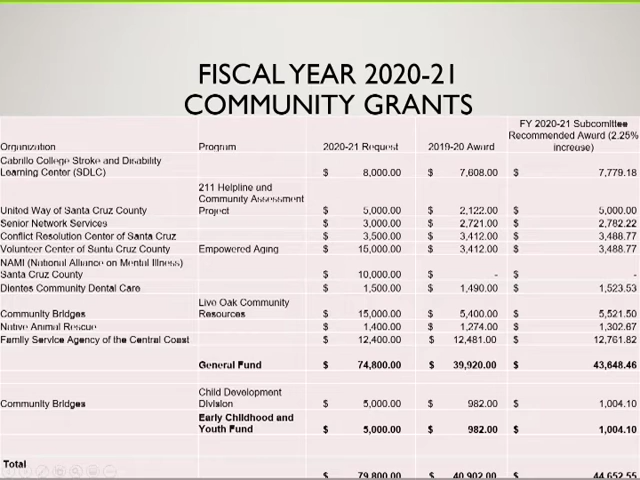 FISCAL YEAR 2020-21
COMMUNITY GRANTS
FY 2020-21 Subcomittee
Recommended Award (2.25%
Organization Program 2020-21 Request 2019-20 Award increase)
Cabrillo College Stroke and Disability
Learning Center (SDLC) $ 8,000.00 $ 7,608.00 $ 7,779.18
211 Helpline and
Community Assessment
United Way of Santa Cruz County Project $ 5,000.00 $ 2,122.00 $ 5,000.00
Senior Network Services $ 3,000.00 $ 2,721.00 $ 2,782.22
Conflict Resolution Center of Santa Cruz $ 3,500.00 $ 3,412.00 $ 3,488.77
Volunteer Center of Santa Cruz County Empowered Aging $ 15,000.00 $ 3,412.00 $ 3,488.77
NAMI (National Alliance on Mental Illness)
Santa Cruz County $ 10,000.00 $ - $ -
Dientes Community Dental Care $ 1,500.00 $ 1,490.00 $ 1,523.53
Live Oak Community
Community Bridges Resources $ 15,000.00 $ 5,400.00 $ 5,521.50
Native Animal Rescue $ 1,400.00 $ 1,274.00 $ 1,302.67
Family Service Agency of the Central Coast $ 12,400.00 $ 12,481.00 $ 12,761.82
General Fund $ 74,800.00 $ 39,920.00 $ 43,648.46
Child Development
Community Bridges Division $ 5,000.00 $ 982.00 $ 1,004.10
Early Childhood and
Youth Fund $ 5,000.00 $ 982.00 $ 1,004.10
Total
$ 79,800.00 $ 40,902.00 $ 44,652.55